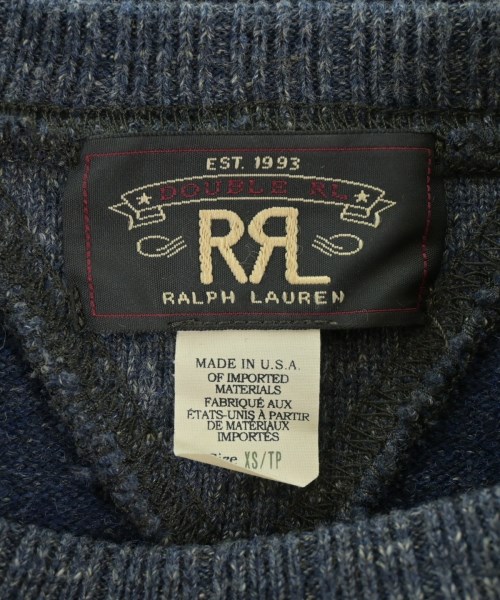 EST. 1993
DOUBLE RL
RRL
RALPH LAUREN
MADE IN U.S.A.
OF IMPORTED
MATERIALS
FABRIQUÉ AUX
ÉTATS-UNIS À PARTIR
DE MATÉRIAUX
IMPORTÉS
Size XS/TP